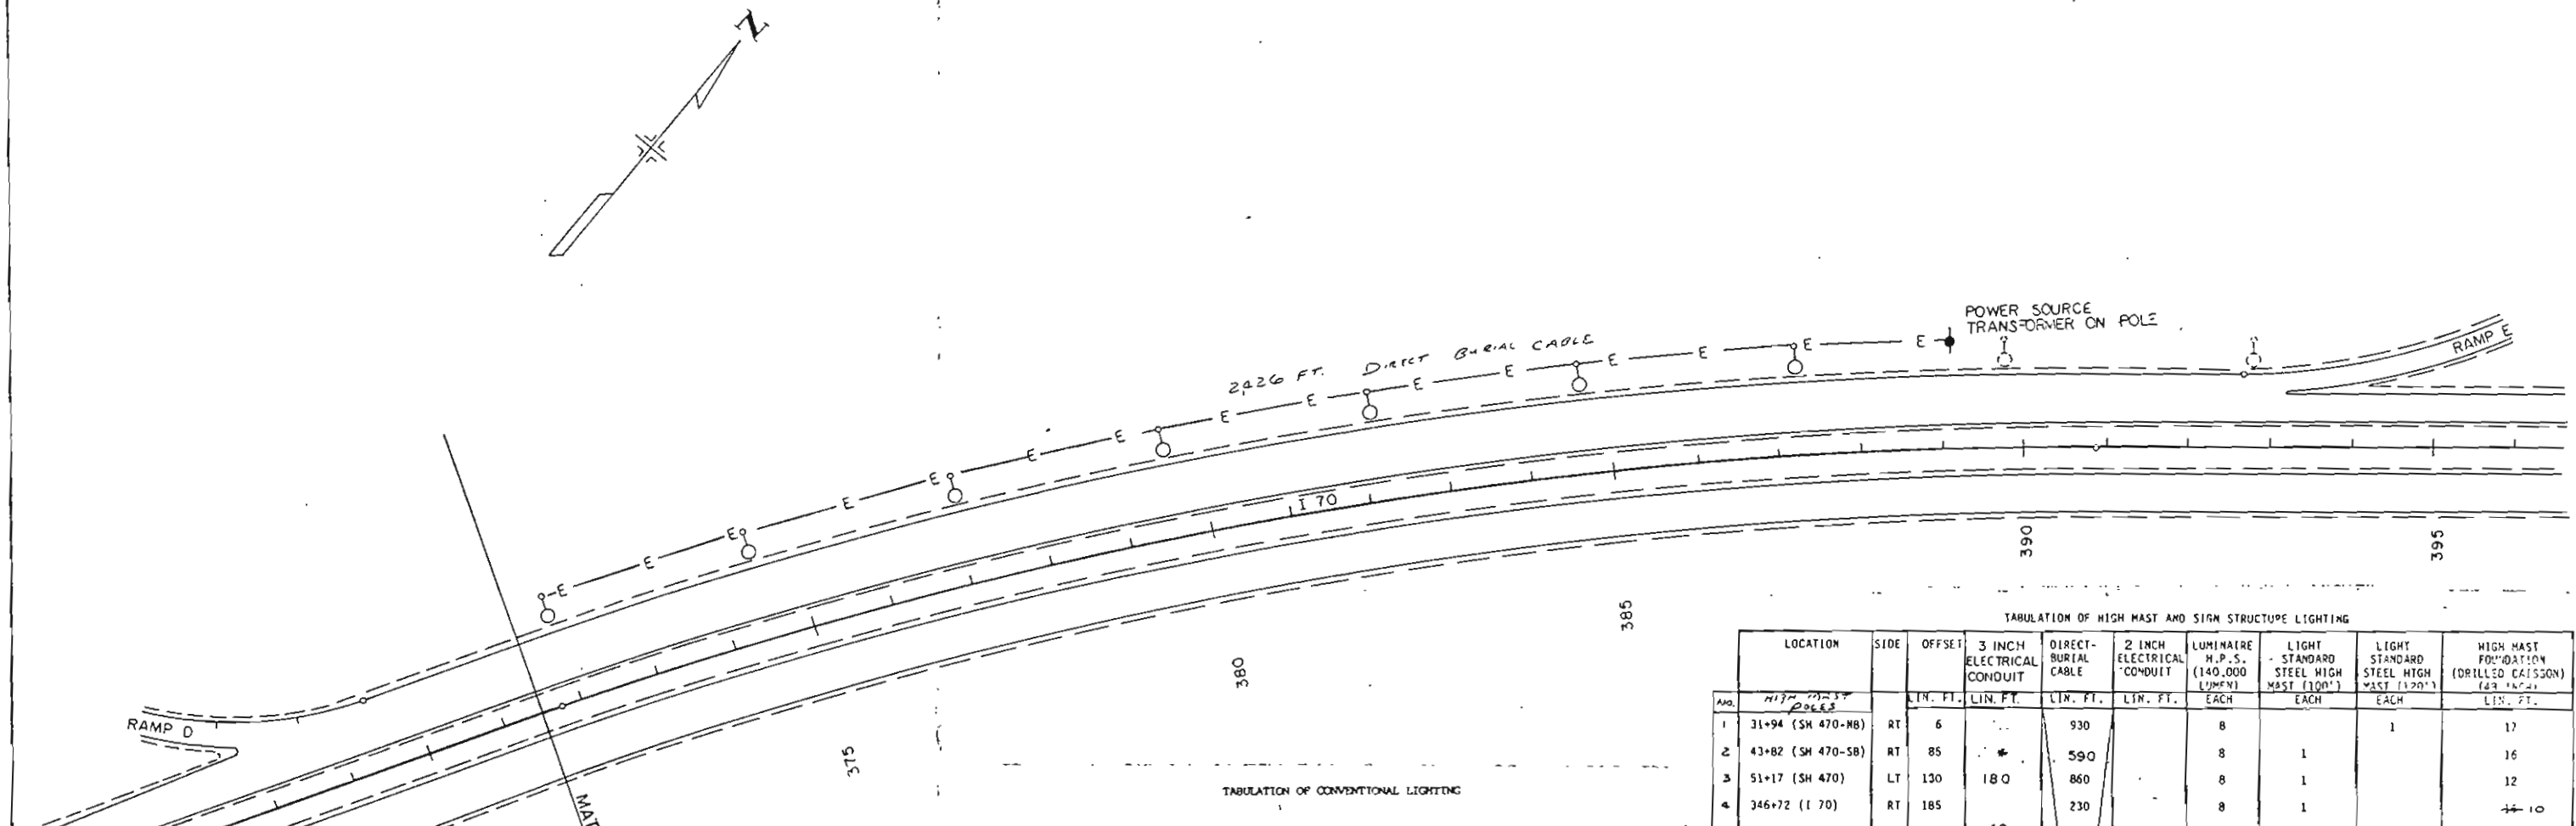 N
POWER SOURCE
TRANSFORMER ON POLE
2,426 FT. DIRECT BURIAL CABLE
E E E E E E E E E E E E E E
RAMP E
I 70
RAMP D
375
380
385
390
395
TABULATION OF CONVENTIONAL LIGHTING
TABULATION OF HIGH MAST AND SIGN STRUCTURE LIGHTING
LOCATION SIDE OFFSET 3 INCH ELECTRICAL CONDUIT DIRECT-BURIAL CABLE 2 INCH ELECTRICAL CONDUIT LUMINAIRE H.P.S. (140,000 LUMEN) LIGHT STANDARD STEEL HIGH MAST (100') LIGHT STANDARD STEEL HIGH MAST (120') HIGH MAST FOUNDATION (DRILLED CAISSON)
NO. HIGH MAST POLES LIN. FT. LIN. FT. LIN. FT. LIN. FT. EACH EACH EACH LIN. FT.
1 31+94 (SH 470-NB) RT 6 930 8 1 17
2 43+82 (SH 470-SB) RT 85 * 590 8 1 16
3 51+17 (SH 470) LT 130 180 860 8 1 12
4 346+72 (I 70) RT 185 230 8 1 10